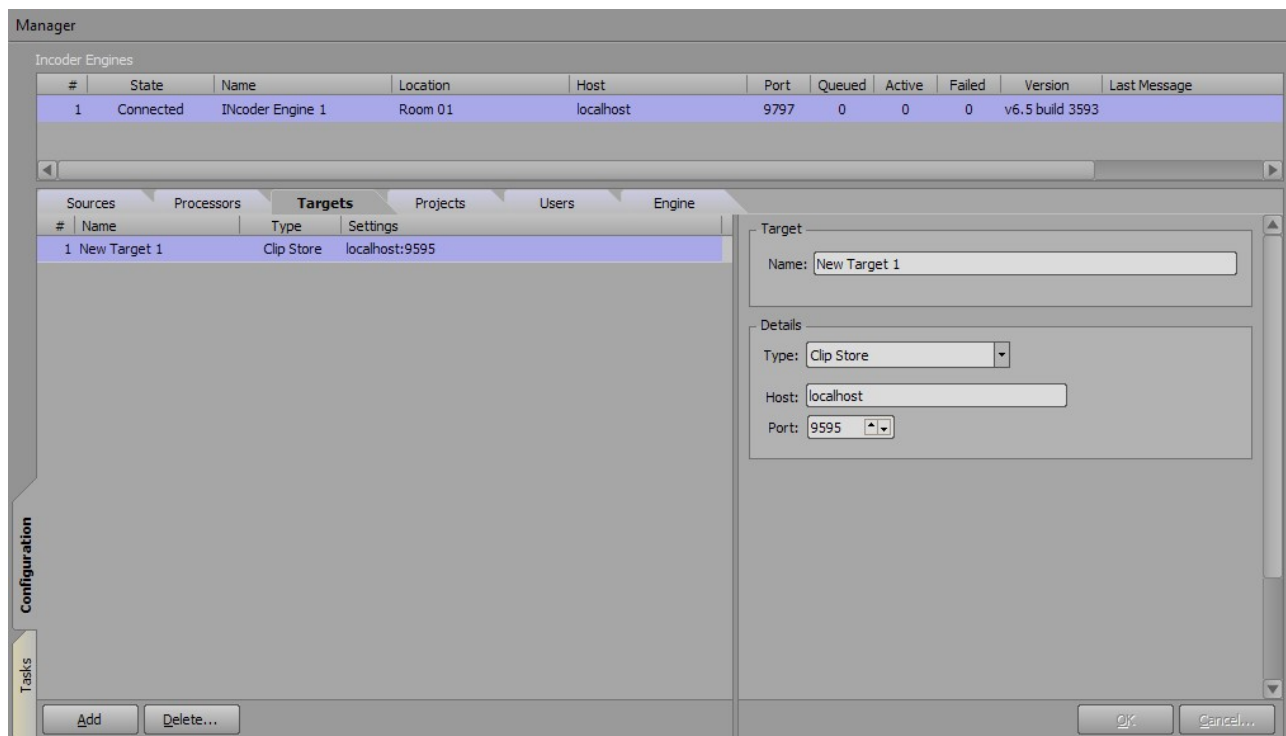 Manager
Incoder Engines
# State Name Location Host Port Queued Active Failed Version Last Message
1 Connected INcoder Engine 1 Room 01 localhost 9797 0 0 0 v6.5 build 3593
Sources Processors Targets Projects Users Engine
# Name Type Settings
1 New Target 1 Clip Store localhost:9595
Target
Name: New Target 1
Details
Type: Clip Store
Host: localhost
Port: 9595
Configuration
Tasks
Add Delete... OK Cancel...